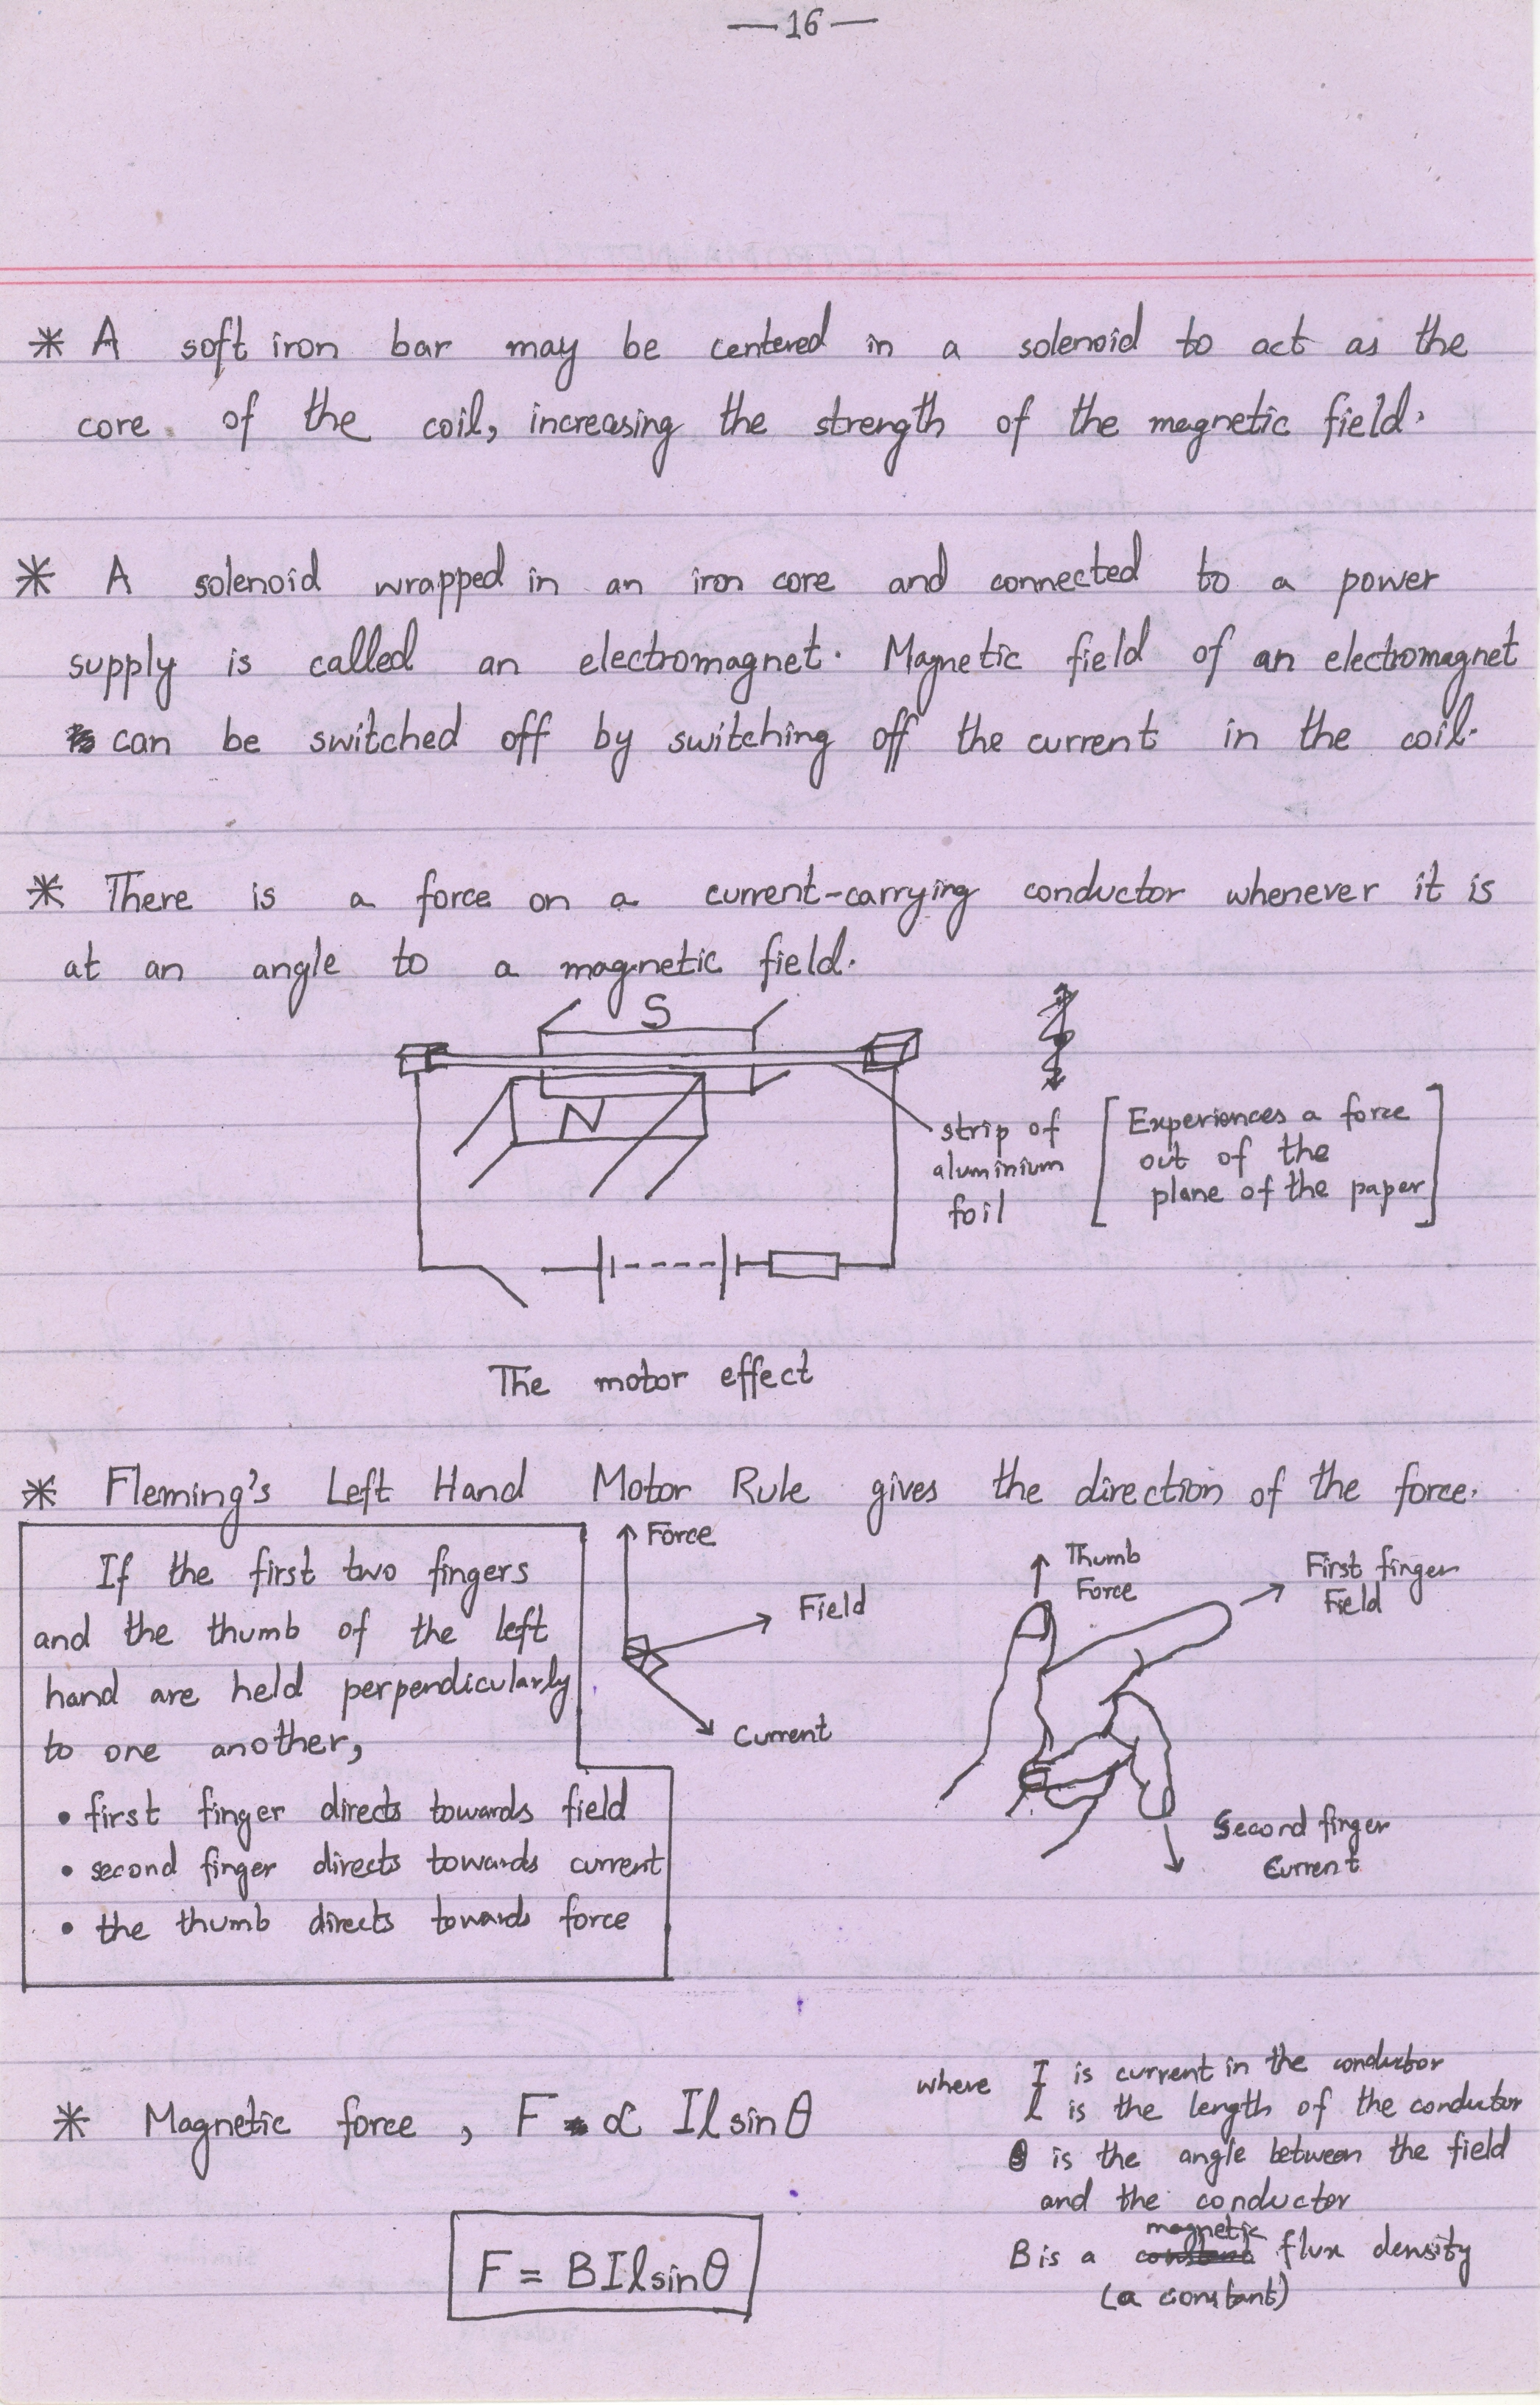 — 16 —
* A soft iron bar may be centered in a solenoid to act as the
core of the coil, increasing the strength of the magnetic field.
* A solenoid wrapped in an iron core and connected to a power
supply is called an electromagnet. Magnetic field of an electromagnet
can be switched off by switching off the current in the coil.
* There is a force on a current-carrying conductor whenever it is
at an angle to a magnetic field.
S
N
strip of
aluminium
foil
[Experiences a force
out of the
plane of the paper]
The motor effect
* Fleming's Left Hand Motor Rule gives the direction of the force.
If the first two fingers
and the thumb of the left
hand are held perpendicularly
to one another,
• first finger directs towards field
• second finger directs towards current
• the thumb directs towards force
Force
Field
Current
Thumb
Force
First finger
Field
Second finger
Current
* Magnetic force, F ∝ Il sin θ
F = BIl sin θ
where I is current in the conductor
l is the length of the conductor
θ is the angle between the field
and the conductor
B is a magnetic flux density
(a constant)